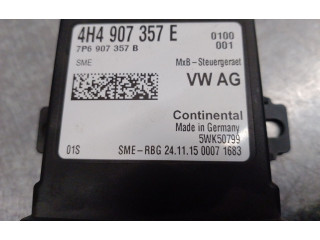 4H4 907 357 E 0100
7P6 907 357 B 001
SME MxB-Steuergeraet
VW AG
Continental
Made in Germany
5WK50799
01S SME-RBG 24.11.15 0007 1683